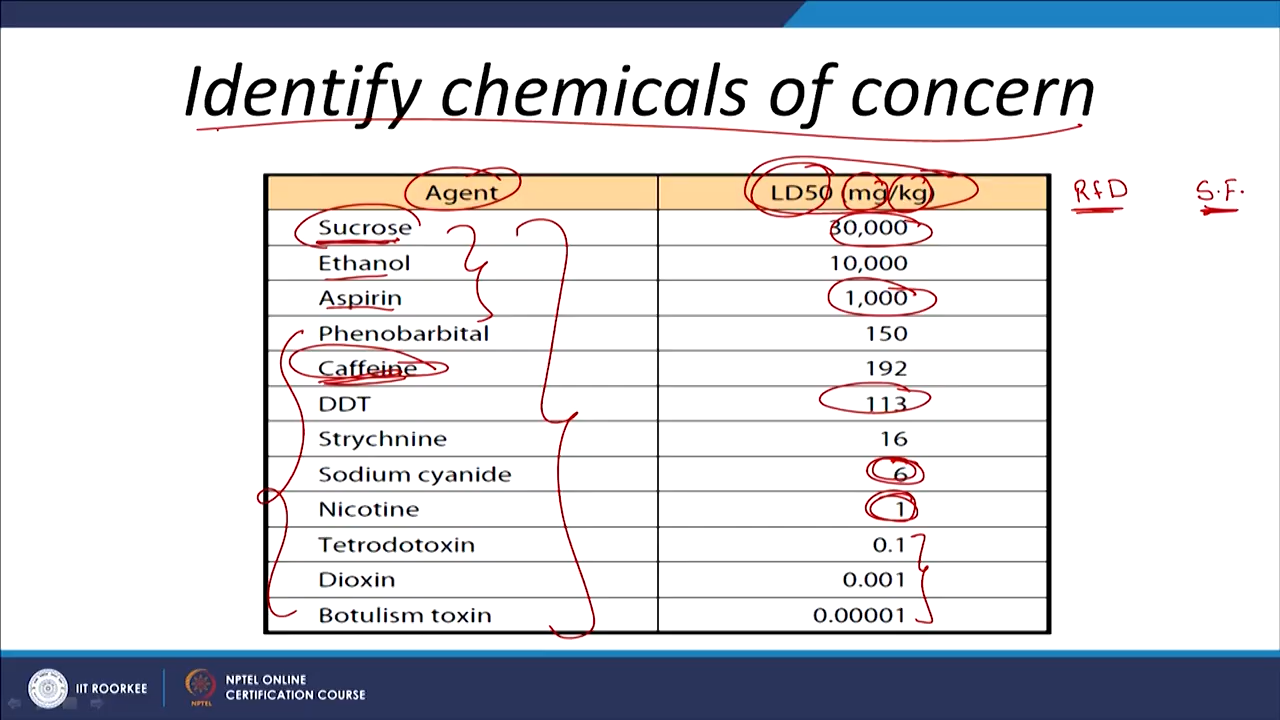 Identify chemicals of concern
Agent LD50 (mg/kg) RfD S.F.
Sucrose 30,000
Ethanol 10,000
Aspirin 1,000
Phenobarbital 150
Caffeine 192
DDT 113
Strychnine 16
Sodium cyanide 6
Nicotine 1
Tetrodotoxin 0.1
Dioxin 0.001
Botulism toxin 0.00001
IIT ROORKEE
NPTEL ONLINE
CERTIFICATION COURSE
NPTEL